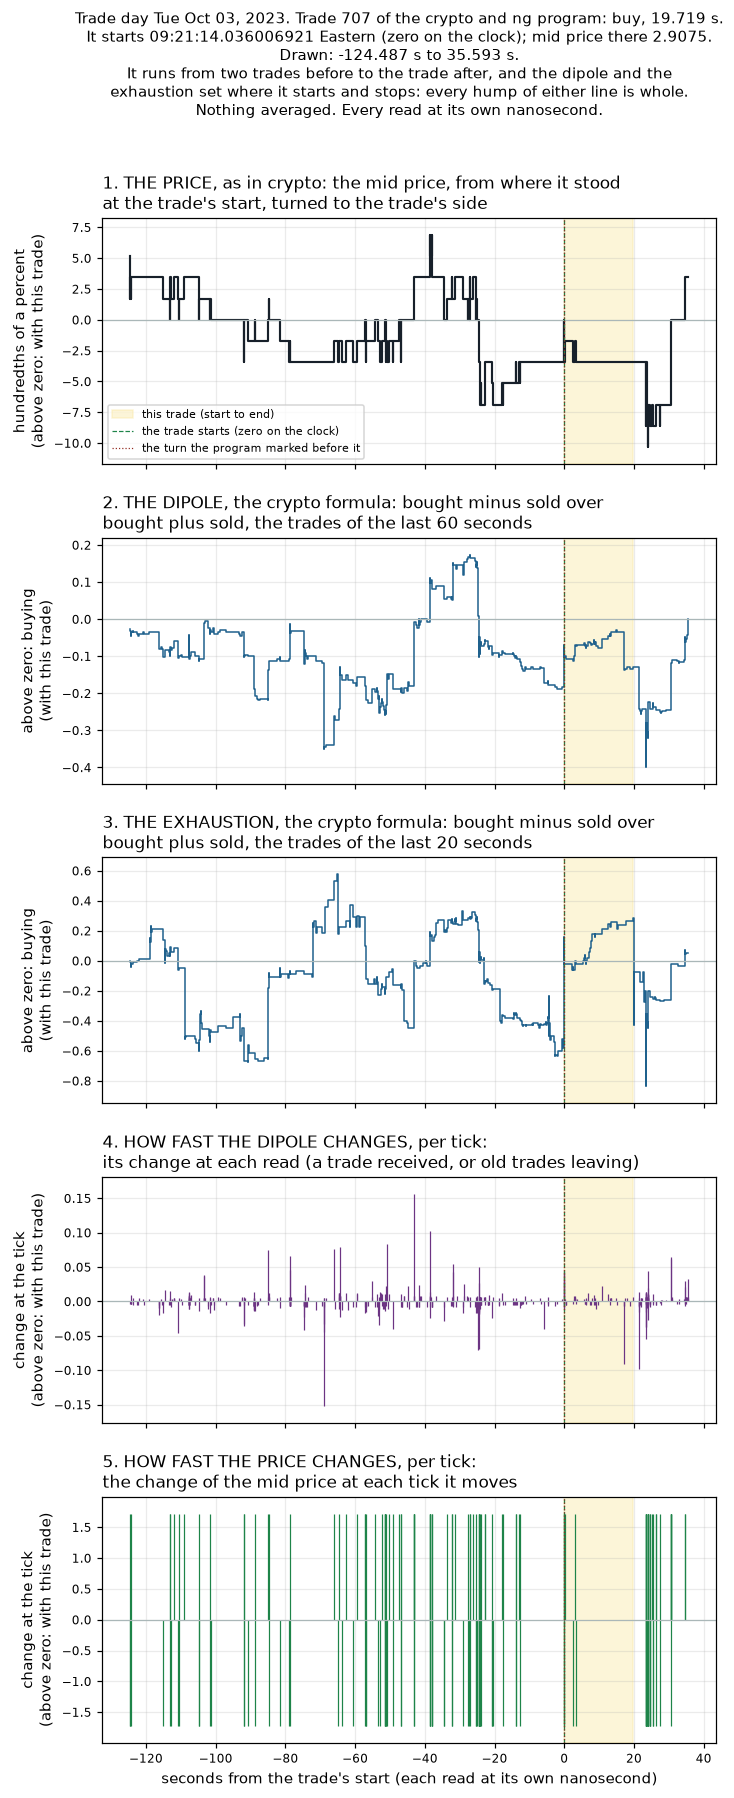 Trade day Tue Oct 03, 2023. Trade 707 of the crypto and ng program: buy, 19.719 s.
It starts 09:21:14.036006921 Eastern (zero on the clock); mid price there 2.9075.
Drawn: -124.487 s to 35.593 s.
It runs from two trades before to the trade after, and the dipole and the
exhaustion set where it starts and stops: every hump of either line is whole.
Nothing averaged. Every read at its own nanosecond.
1. THE PRICE, as in crypto: the mid price, from where it stood
at the trade's start, turned to the trade's side
hundredths of a percent
(above zero: with this trade)
7.5
5.0
2.5
0.0
−2.5
−5.0
−7.5
−10.0
this trade (start to end)
the trade starts (zero on the clock)
the turn the program marked before it
2. THE DIPOLE, the crypto formula: bought minus sold over
bought plus sold, the trades of the last 60 seconds
above zero: buying
(with this trade)
0.2
0.1
0.0
−0.1
−0.2
−0.3
−0.4
3. THE EXHAUSTION, the crypto formula: bought minus sold over
bought plus sold, the trades of the last 20 seconds
above zero: buying
(with this trade)
0.6
0.4
0.2
0.0
−0.2
−0.4
−0.6
−0.8
4. HOW FAST THE DIPOLE CHANGES, per tick:
its change at each read (a trade received, or old trades leaving)
change at the tick
(above zero: with this trade)
0.15
0.10
0.05
0.00
−0.05
−0.10
−0.15
5. HOW FAST THE PRICE CHANGES, per tick:
the change of the mid price at each tick it moves
change at the tick
(above zero: with this trade)
1.5
1.0
0.5
0.0
−0.5
−1.0
−1.5
−120 −100 −80 −60 −40 −20 0 20 40
seconds from the trade's start (each read at its own nanosecond)